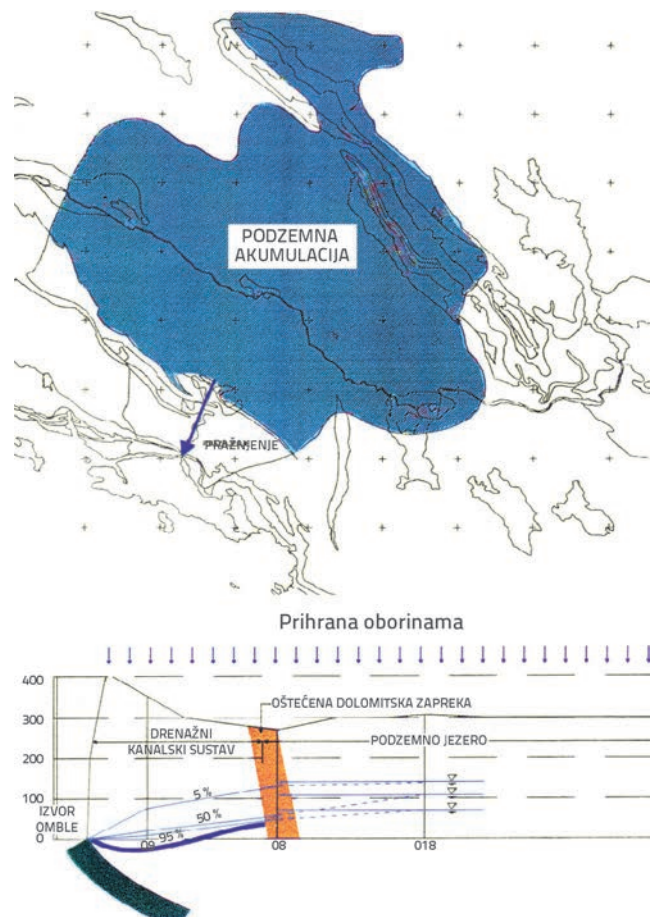 PODZEMNA
AKUMULACIJA
PRAŽNJENJE
Prihrana oborinama
400
300
200
100
0
OŠTEĆENA DOLOMITSKA ZAPREKA
DRENAŽNI
KANALSKI SUSTAV
PODZEMNO JEZERO
IZVOR
OMBLE
5 %
50 %
95 %
09
08
018